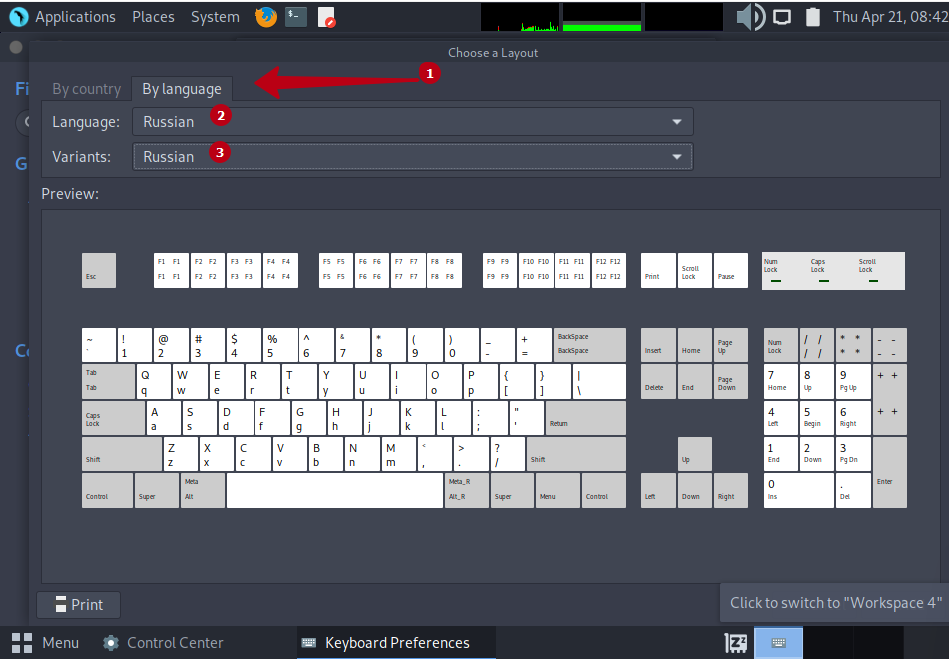 Applications Places System Thu Apr 21, 08:42
Choose a Layout
Fi
By country By language 1
Language: Russian 2
G
Variants: Russian 3
Preview:
Esc
F1 F1 F2 F2 F3 F3 F4 F4 F5 F5 F6 F6 F7 F7 F8 F8 F9 F9 F10 F10 F11 F11 F12 F12
F1 F1 F2 F2 F3 F3 F4 F4 F5 F5 F6 F6 F7 F7 F8 F8 F9 F9 F10 F10 F11 F11 F12 F12
Print Scroll Lock Pause
Num Lock Caps Lock Scroll Lock
~ ! @ # $ % ^ & * ( ) _ + BackSpace
` 1 2 3 4 5 6 7 8 9 0 - = BackSpace
Insert Home Page Up
Num Lock / / * * - -
/ / * * - -
Co
Tab Q W E R T Y U I O P { } |
Tab q w e r t y u i o p [ ] \
Delete End Page Down
7 Home 8 Up 9 Pg Up + +
Caps Lock A S D F G H J K L : "
a s d f g h j k l ; ' Return
4 Left 5 Begin 6 Right + +
Shift Z X C V B N M < > ?
z x c v b n m , . / Shift
Up
1 End 2 Down 3 Pg Dn
Control Super Meta Alt Meta_R Alt_R Super Menu Control
Left Down Right
0 Ins . Del Enter
Print
Click to switch to "Workspace 4"
Menu Control Center Keyboard Preferences